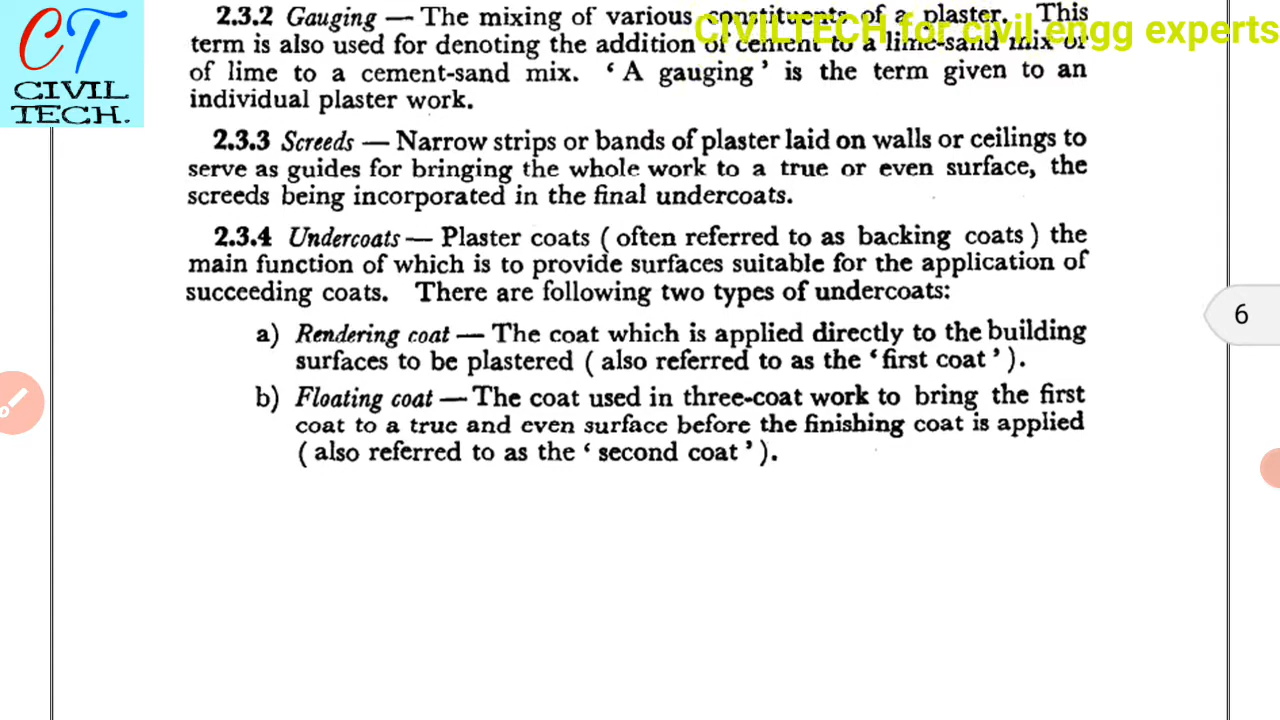 CT
CIVIL
TECH.
CIVILTECH for civil engg experts
2.3.2 Gauging — The mixing of various constituents of a plaster. This
term is also used for denoting the addition of cement to a lime-sand mix or
of lime to a cement-sand mix. ‘ A gauging ’ is the term given to an
individual plaster work.
2.3.3 Screeds — Narrow strips or bands of plaster laid on walls or ceilings to
serve as guides for bringing the whole work to a true or even surface, the
screeds being incorporated in the final undercoats.
2.3.4 Undercoats — Plaster coats ( often referred to as backing coats ) the
main function of which is to provide surfaces suitable for the application of
succeeding coats. There are following two types of undercoats:
a) Rendering coat — The coat which is applied directly to the building
surfaces to be plastered ( also referred to as the ‘ first coat ’ ).
b) Floating coat — The coat used in three-coat work to bring the first
coat to a true and even surface before the finishing coat is applied
( also referred to as the ‘ second coat ’ ).
6